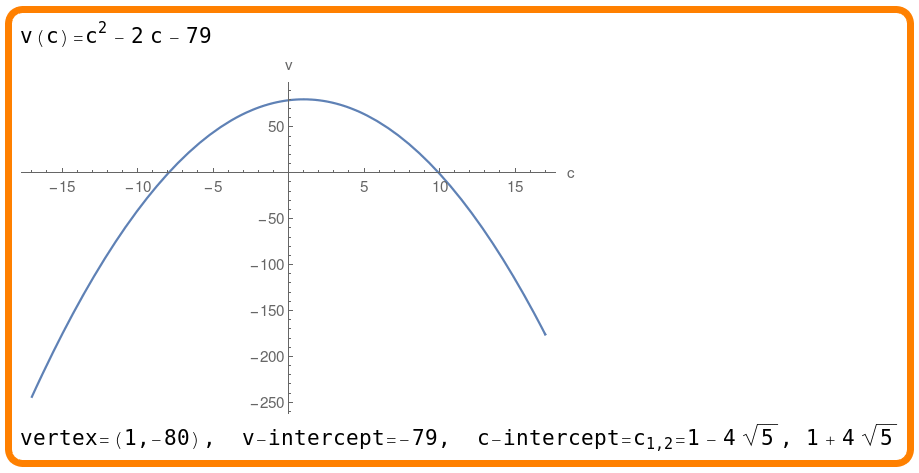 v(c)=c² − 2 c − 79
v
50
−15 −10 −5 5 10 15 c
−50
−100
−150
−200
−250
vertex=(1,−80), v−intercept=−79, c−intercept=c₁,₂=1 − 4 √5, 1 + 4 √5